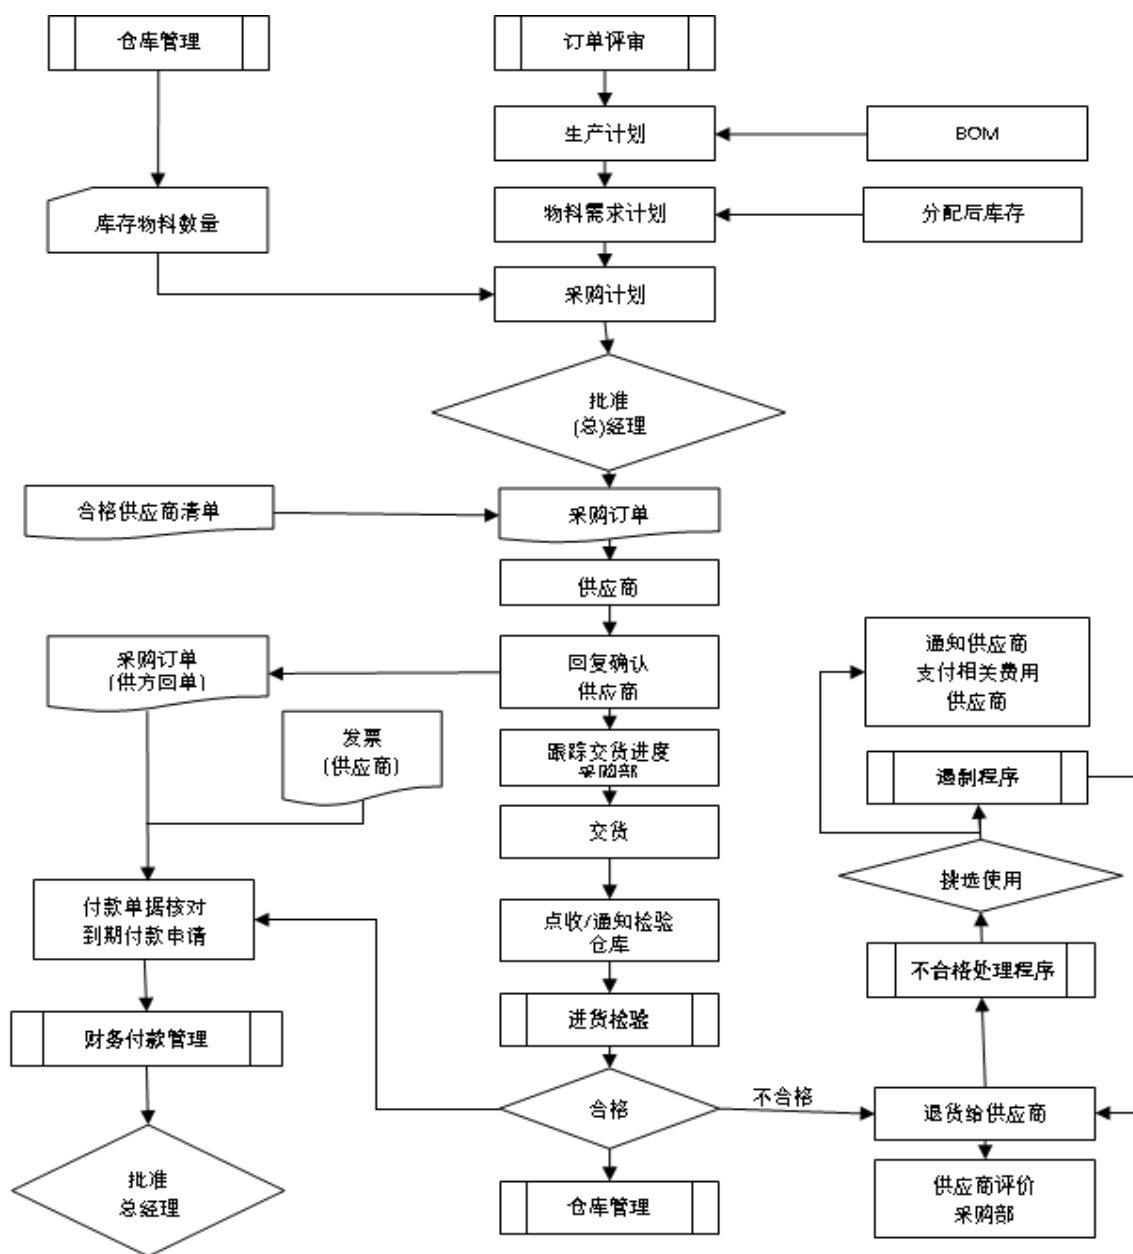 仓库管理
订单评审
生产计划
BOM
库存物料数量
物料需求计划
分配后库存
采购计划
批准
(总)经理
合格供应商清单
采购订单
供应商
采购订单
(供方回单)
回复确认
供应商
通知供应商
支付相关费用
供应商
发票
(供应商)
跟踪交货进度
采购部
遏制程序
交货
挑选使用
付款单据核对
到期付款申请
点收/通知检验
仓库
不合格处理程序
进货检验
财务付款管理
合格
不合格
退货给供应商
批准
总经理
仓库管理
供应商评价
采购部